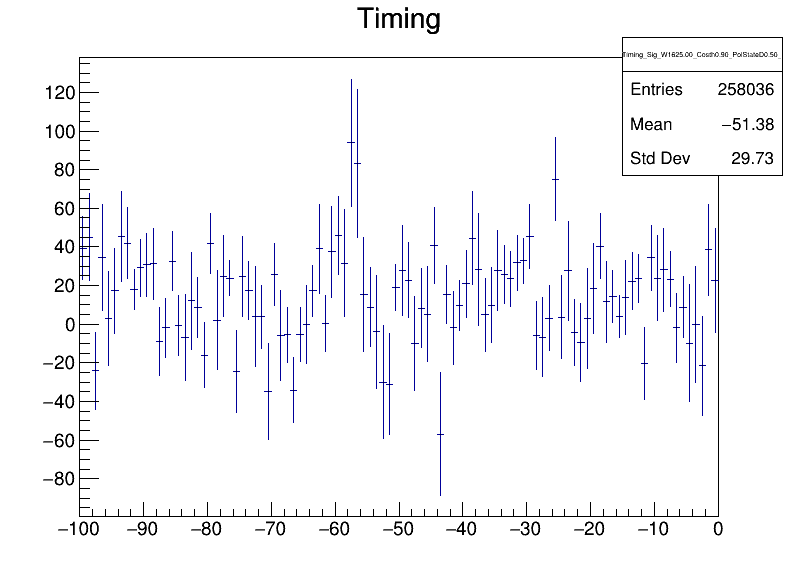 Timing
Timing_Sig_W1625.00_Costh0.90_PolStateD0.50_
Entries 258036
Mean −51.38
Std Dev 29.73
120
100
80
60
40
20
0
−20
−40
−60
−80
−100 −90 −80 −70 −60 −50 −40 −30 −20 −10 0